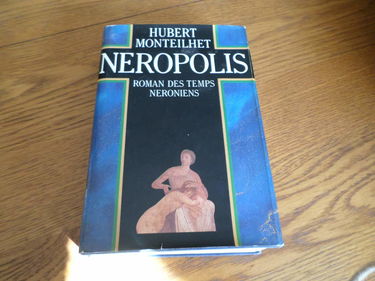 HUBERT
MONTEILHET
NEROPOLIS
ROMAN DES TEMPS
NERONIENS